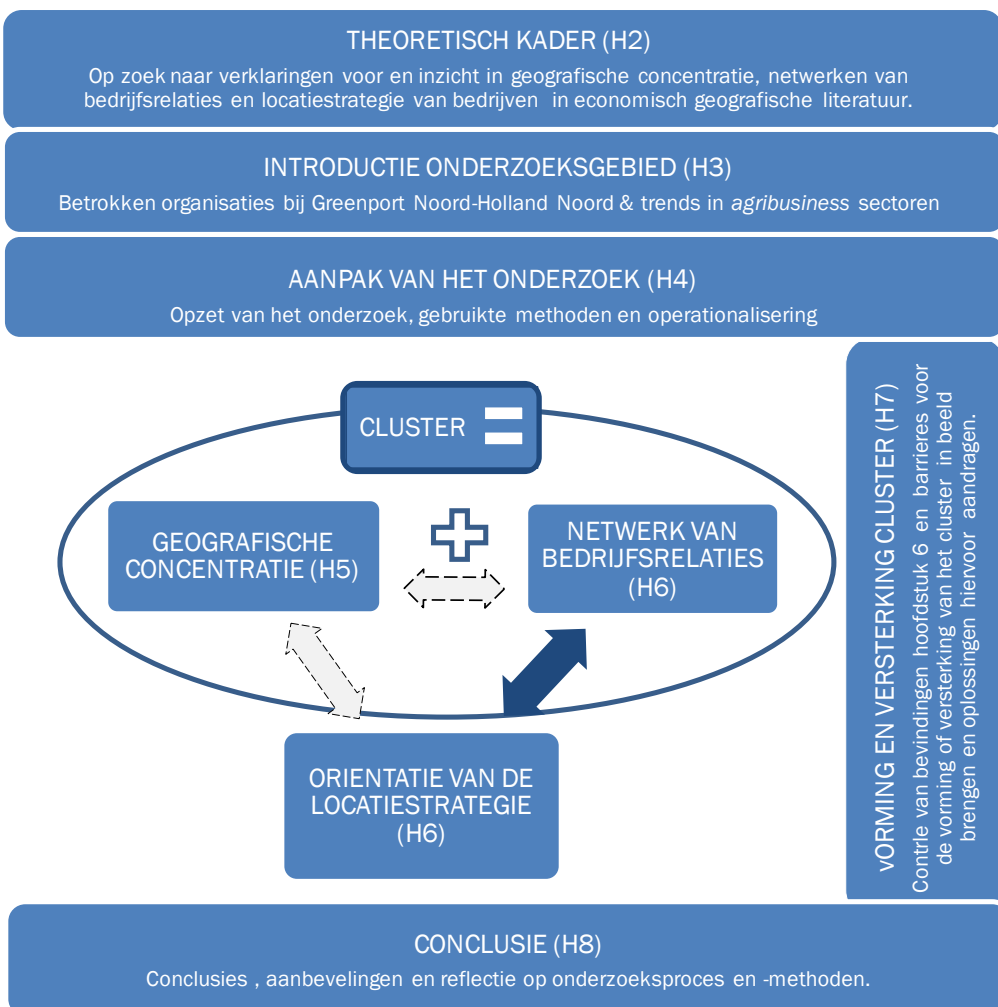 THEORETISCH KADER (H2)
Op zoek naar verklaringen voor en inzicht in geografische concentratie, netwerken van
bedrijfsrelaties en locatiestrategie van bedrijven in economisch geografische literatuur.
INTRODUCTIE ONDERZOEKSGEBIED (H3)
Betrokken organisaties bij Greenport Noord-Holland Noord & trends in agribusiness sectoren
AANPAK VAN HET ONDERZOEK (H4)
Opzet van het onderzoek, gebruikte methoden en operationalisering
CLUSTER
GEOGRAFISCHE
CONCENTRATIE (H5)
NETWERK VAN
BEDRIJFSRELATIES
(H6)
ORIENTATIE VAN DE
LOCATIESTRATEGIE
(H6)
vORMING EN VERSTERKING CLUSTER (H7)
Contrle van bevindingen hoofdstuk 6 en barrieres voor
de vorming of versterking van het cluster in beeld
brengen en oplossingen hiervoor aandragen.
CONCLUSIE (H8)
Conclusies , aanbevelingen en reflectie op onderzoeksproces en -methoden.